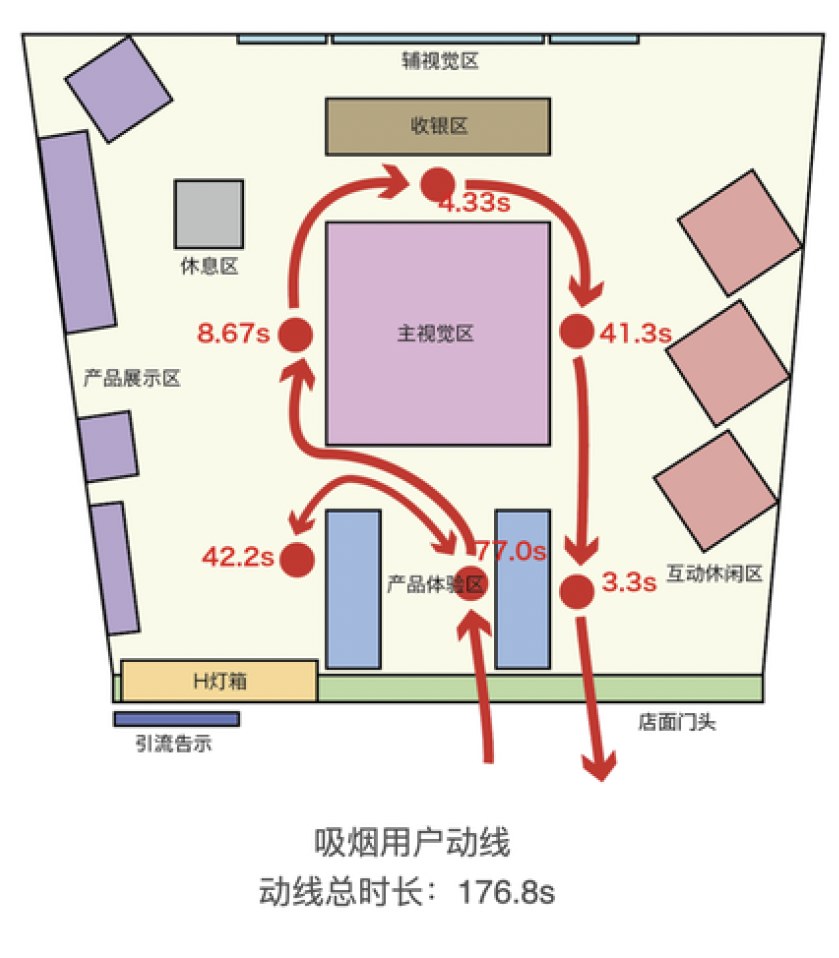 辅视觉区
收银区
4.33s
休息区
8.67s
主视觉区
41.3s
产品展示区
42.2s
77.0s
产品体验区
3.3s
互动休闲区
H灯箱
店面门头
引流告示
吸烟用户动线
动线总时长：176.8s